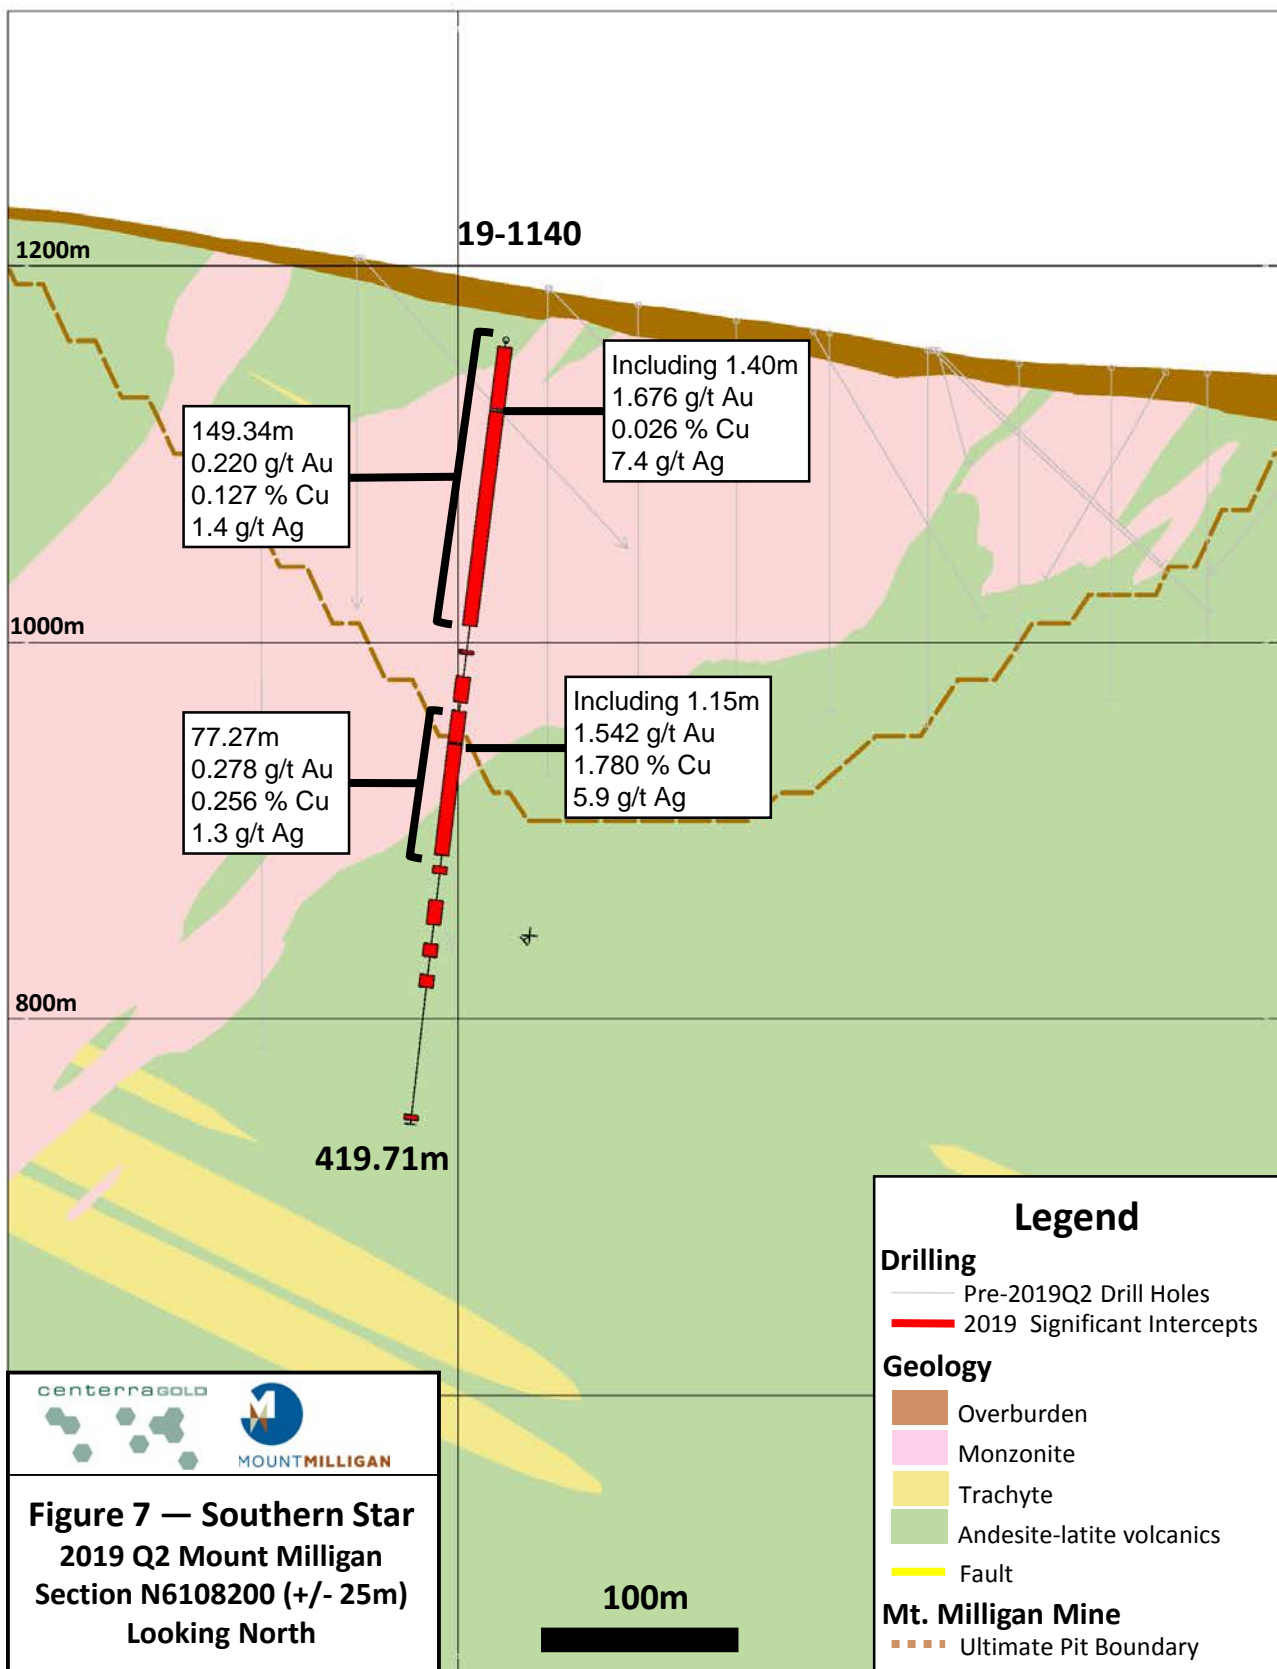 19-1140
1200m
Including 1.40m
1.676 g/t Au
0.026 % Cu
7.4 g/t Ag
149.34m
0.220 g/t Au
0.127 % Cu
1.4 g/t Ag
1000m
Including 1.15m
1.542 g/t Au
1.780 % Cu
5.9 g/t Ag
77.27m
0.278 g/t Au
0.256 % Cu
1.3 g/t Ag
800m
419.71m
Legend
Drilling
Pre-2019Q2 Drill Holes
2019 Significant Intercepts
Geology
Overburden
Monzonite
Trachyte
Andesite-latite volcanics
Fault
Mt. Milligan Mine
Ultimate Pit Boundary
centerraGOLD
MOUNTMILLIGAN
Figure 7 — Southern Star
2019 Q2 Mount Milligan
Section N6108200 (+/- 25m)
Looking North
100m